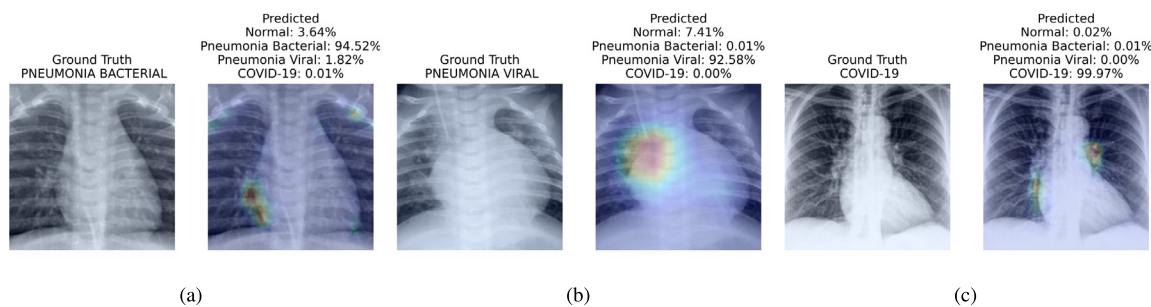 Ground Truth
PNEUMONIA BACTERIAL
Predicted
Normal: 3.64%
Pneumonia Bacterial: 94.52%
Pneumonia Viral: 1.82%
COVID-19: 0.01%
Ground Truth
PNEUMONIA VIRAL
Predicted
Normal: 7.41%
Pneumonia Bacterial: 0.01%
Pneumonia Viral: 92.58%
COVID-19: 0.00%
Ground Truth
COVID-19
Predicted
Normal: 0.02%
Pneumonia Bacterial: 0.01%
Pneumonia Viral: 0.00%
COVID-19: 99.97%
(a)
(b)
(c)